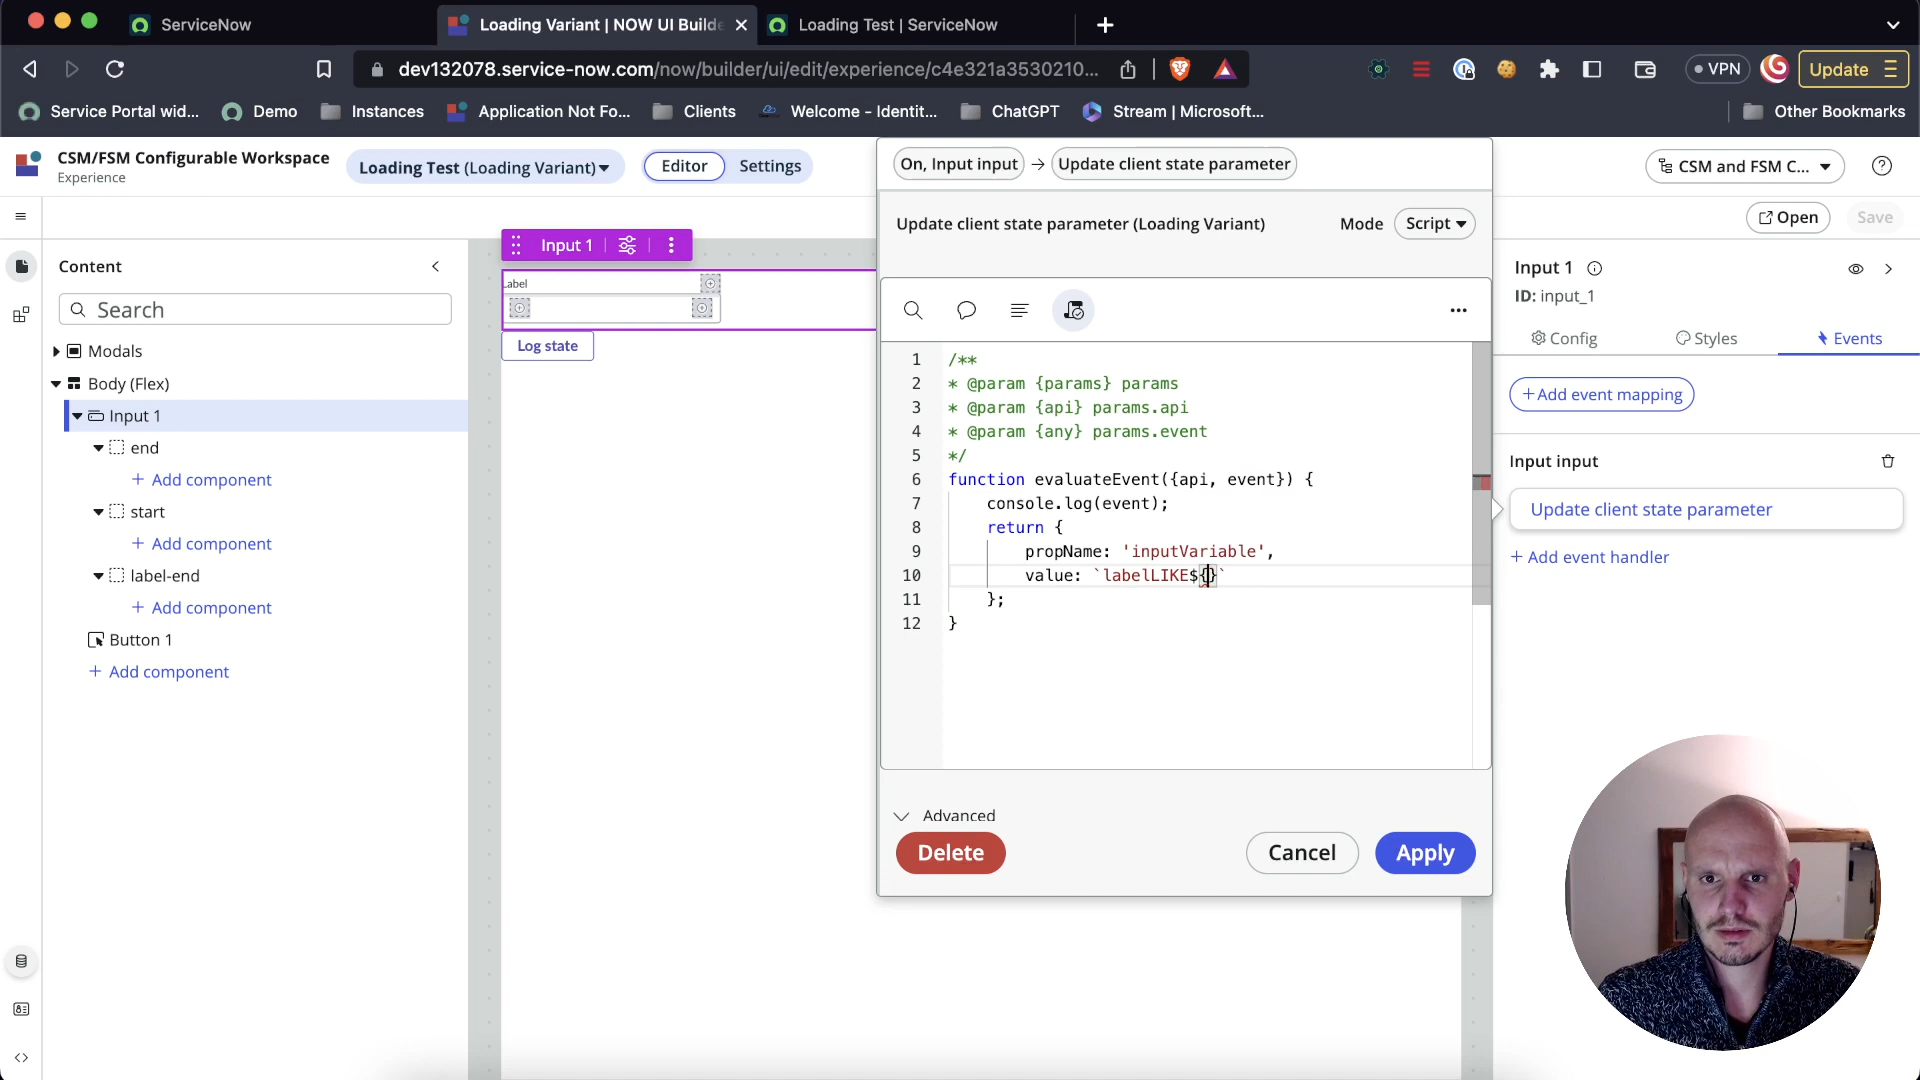 ServiceNow
Loading Variant | NOW UI Builde
Loading Test | ServiceNow
dev132078.service-now.com/now/builder/ui/edit/experience/c4e321a3530210...
VPN
Update
Service Portal wid...
Demo
Instances
Application Not Fo...
Clients
Welcome - Identit...
ChatGPT
Stream | Microsoft...
Other Bookmarks
CSM/FSM Configurable Workspace
Experience
Loading Test (Loading Variant)
Editor
Settings
On, Input input → Update client state parameter
CSM and FSM C...
Open
Save
Update client state parameter (Loading Variant)
Mode
Script
Content
Search
Modals
Body (Flex)
Input 1
end
+ Add component
start
+ Add component
label-end
+ Add component
Button 1
+ Add component
Input 1
Label
Log state
1 /**
2 * @param {params} params
3 * @param {api} params.api
4 * @param {any} params.event
5 */
6 function evaluateEvent({api, event}) {
7 console.log(event);
8 return {
9 propName: 'inputVariable',
10 value: `labelLIKE${}`
11 };
12 }
Advanced
Delete
Cancel
Apply
Input 1
ID: input_1
Config
Styles
Events
+ Add event mapping
Input input
Update client state parameter
+ Add event handler